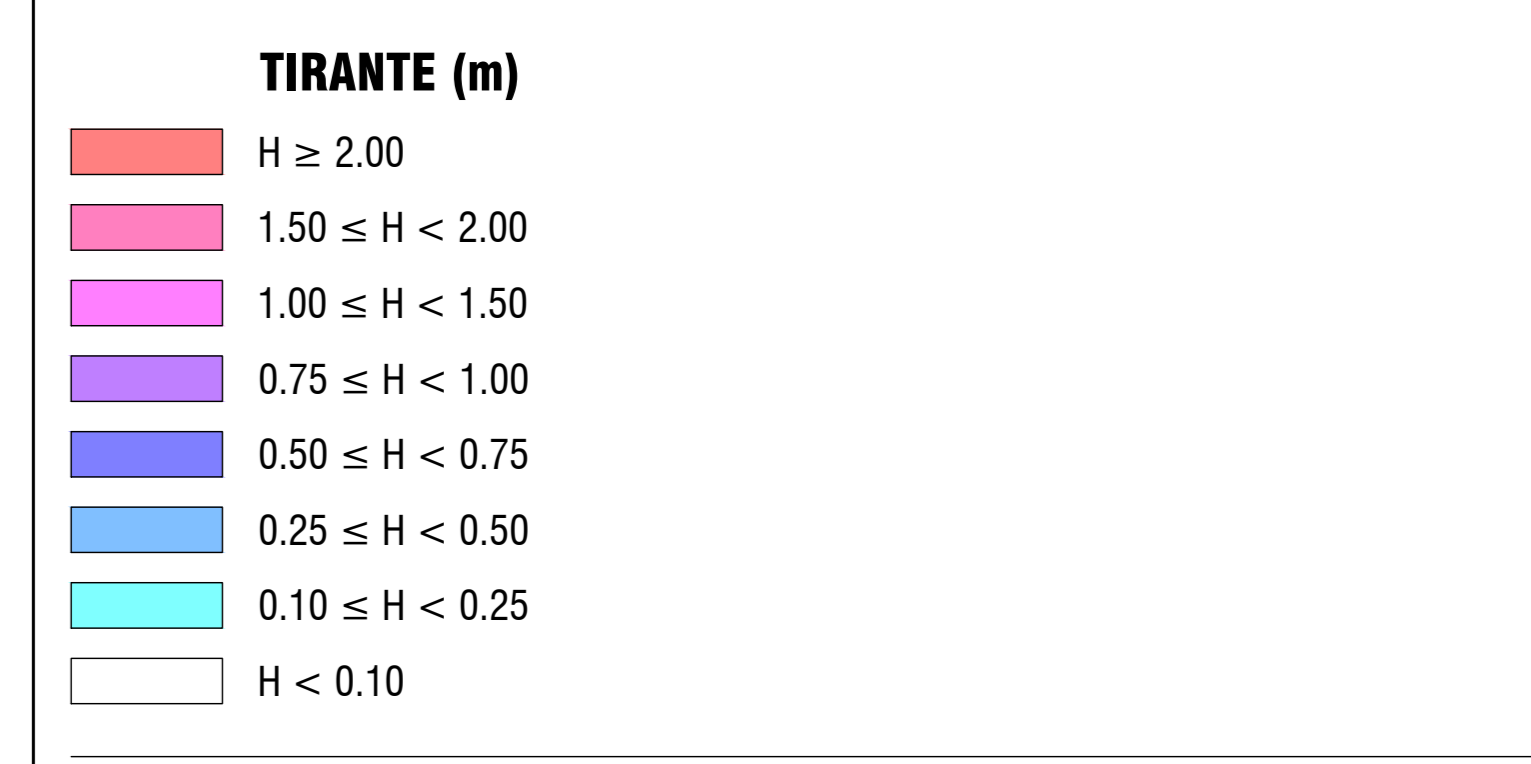 TIRANTE (m)
H ≥ 2.00
1.50 ≤ H < 2.00
1.00 ≤ H < 1.50
0.75 ≤ H < 1.00
0.50 ≤ H < 0.75
0.25 ≤ H < 0.50
0.10 ≤ H < 0.25
H < 0.10